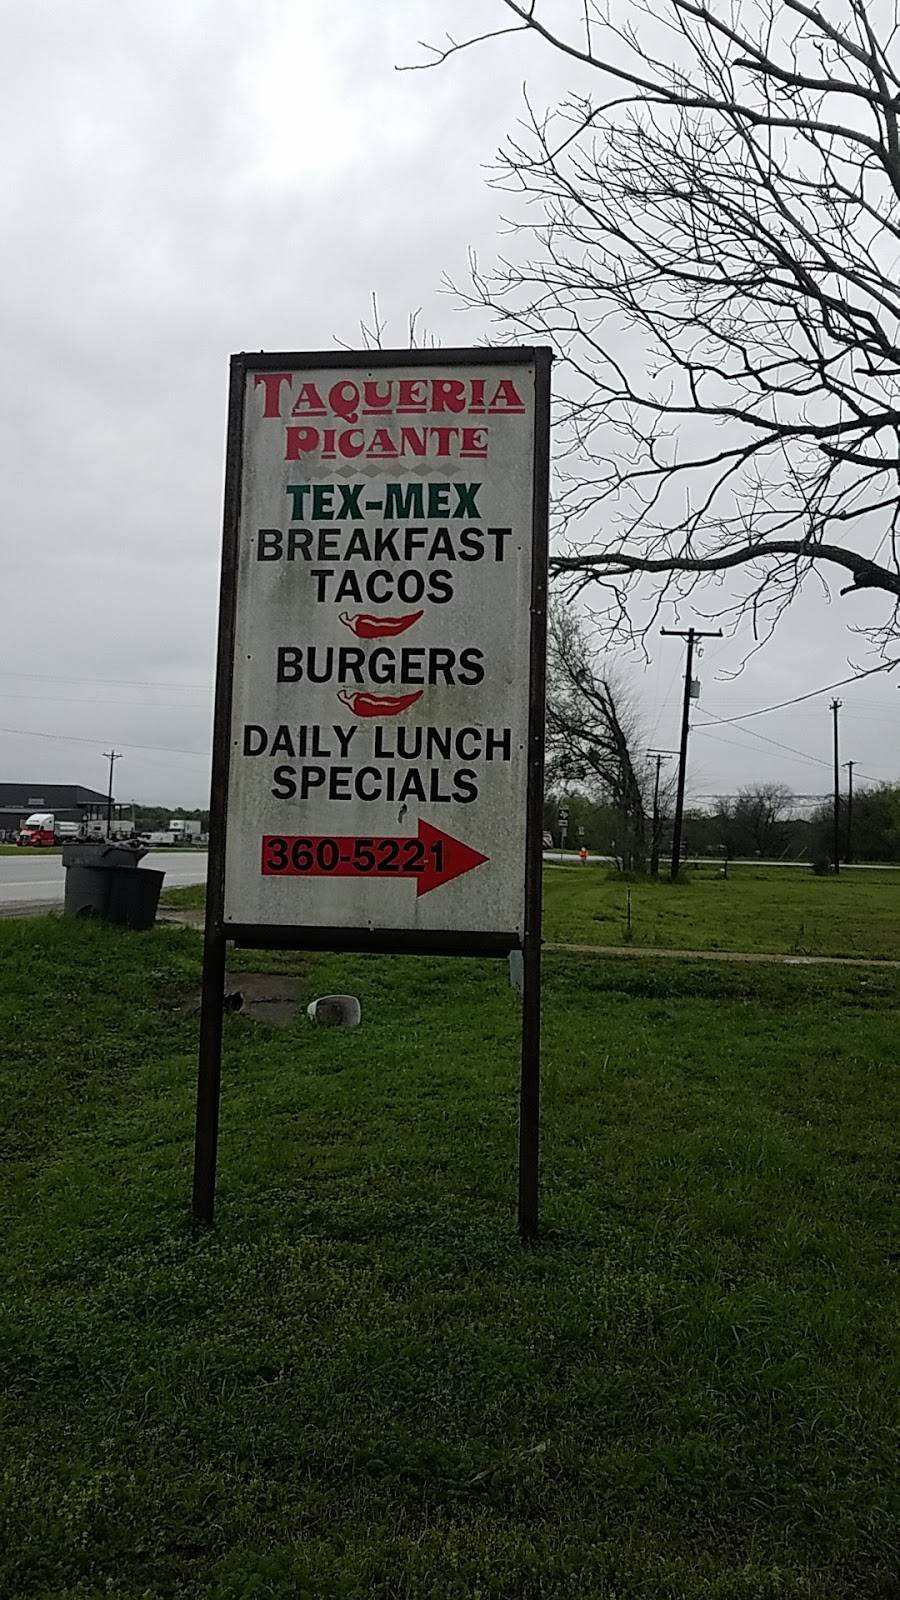 TAQUERIA
PICANTE
TEX-MEX
BREAKFAST
TACOS
BURGERS
DAILY LUNCH
SPECIALS
360-5221